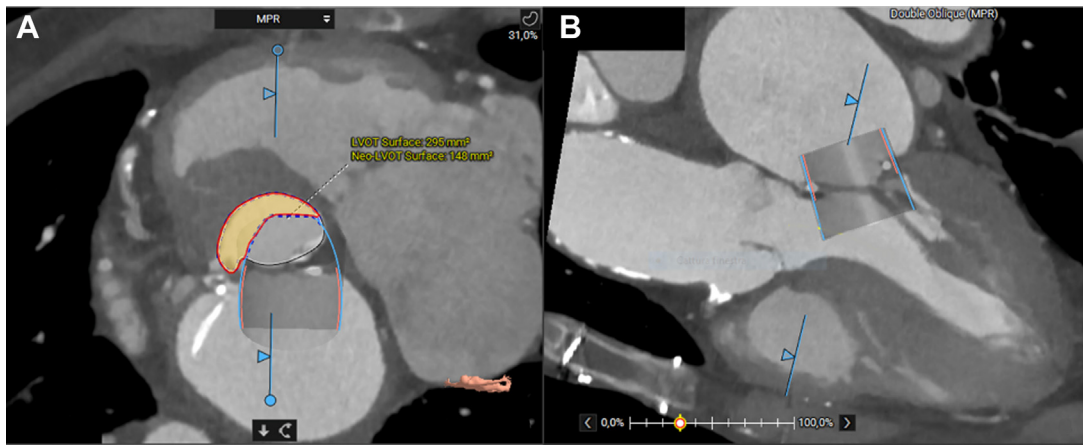 A
MPR
31,0%
LVOT Surface: 295 mm²
Neo-LVOT Surface: 148 mm²
B
Double Oblique (MPR)
0,0%
100,0%